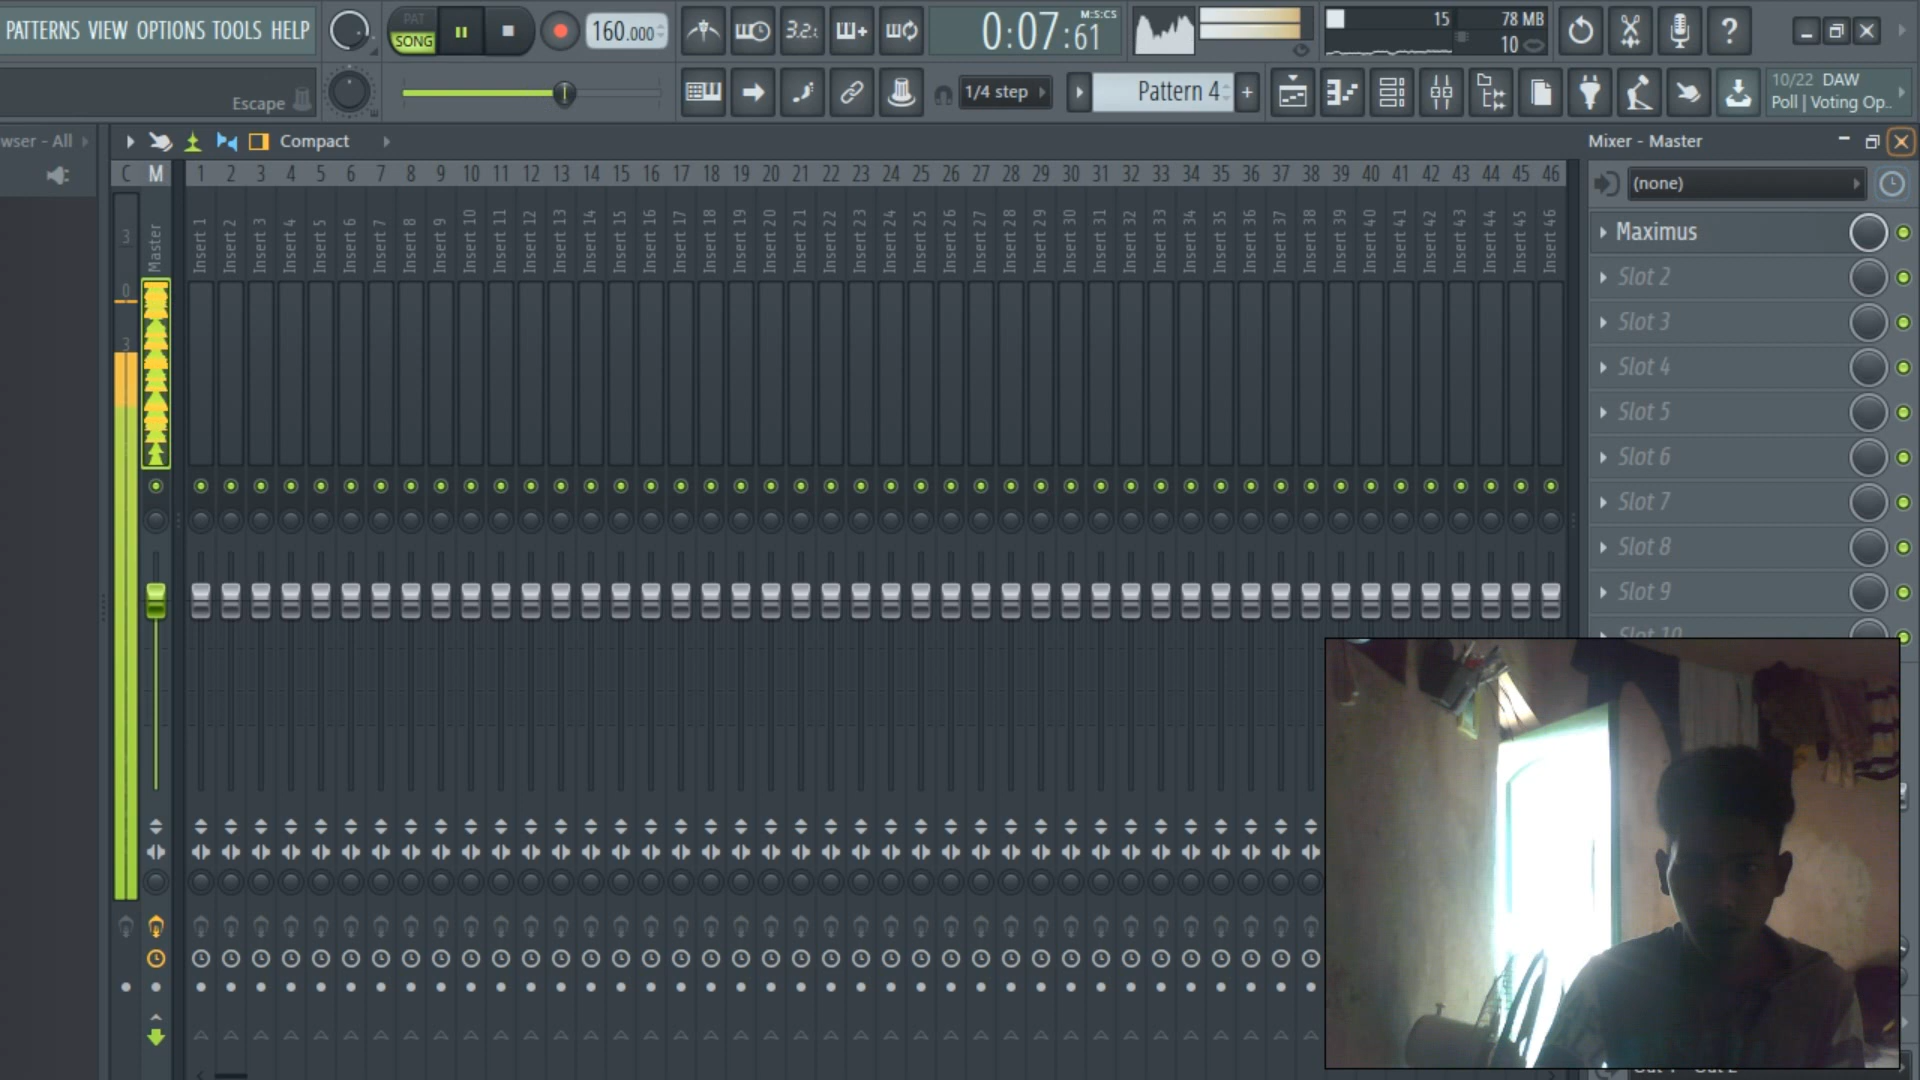 PATTERNS VIEW OPTIONS TOOLS HELP
PAT
SONG
160.000
3.2
0:07:61
M:S:CS
15
78 MB
10
?
Escape
1/4 step
Pattern 4
+
10/22 DAW
Poll | Voting Op..
wser - All
Compact
Mixer - Master
C M 1 2 3 4 5 6 7 8 9 10 11 12 13 14 15 16 17 18 19 20 21 22 23 24 25 26 27 28 29 30 31 32 33 34 35 36 37 38 39 40 41 42 43 44 45 46
(none)
3
0
3
Master
Insert 1
Insert 2
Insert 3
Insert 4
Insert 5
Insert 6
Insert 7
Insert 8
Insert 9
Insert 10
Insert 11
Insert 12
Insert 13
Insert 14
Insert 15
Insert 16
Insert 17
Insert 18
Insert 19
Insert 20
Insert 21
Insert 22
Insert 23
Insert 24
Insert 25
Insert 26
Insert 27
Insert 28
Insert 29
Insert 30
Insert 31
Insert 32
Insert 33
Insert 34
Insert 35
Insert 36
Insert 37
Insert 38
Insert 39
Insert 40
Insert 41
Insert 42
Insert 43
Insert 44
Insert 45
Insert 46
Maximus
Slot 2
Slot 3
Slot 4
Slot 5
Slot 6
Slot 7
Slot 8
Slot 9
Slot 10